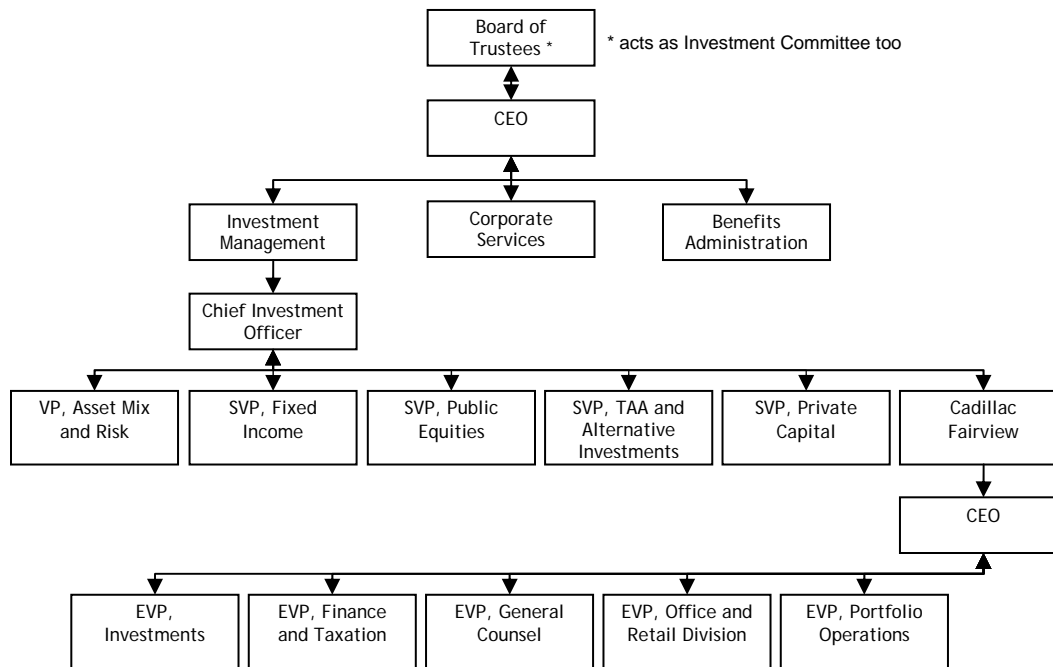 Board of
Trustees *
* acts as Investment Committee too
CEO
Investment
Management
Corporate
Services
Benefits
Administration
Chief Investment
Officer
VP, Asset Mix
and Risk
SVP, Fixed
Income
SVP, Public
Equities
SVP, TAA and
Alternative
Investments
SVP, Private
Capital
Cadillac
Fairview
CEO
EVP,
Investments
EVP, Finance
and Taxation
EVP, General
Counsel
EVP, Office and
Retail Division
EVP, Portfolio
Operations